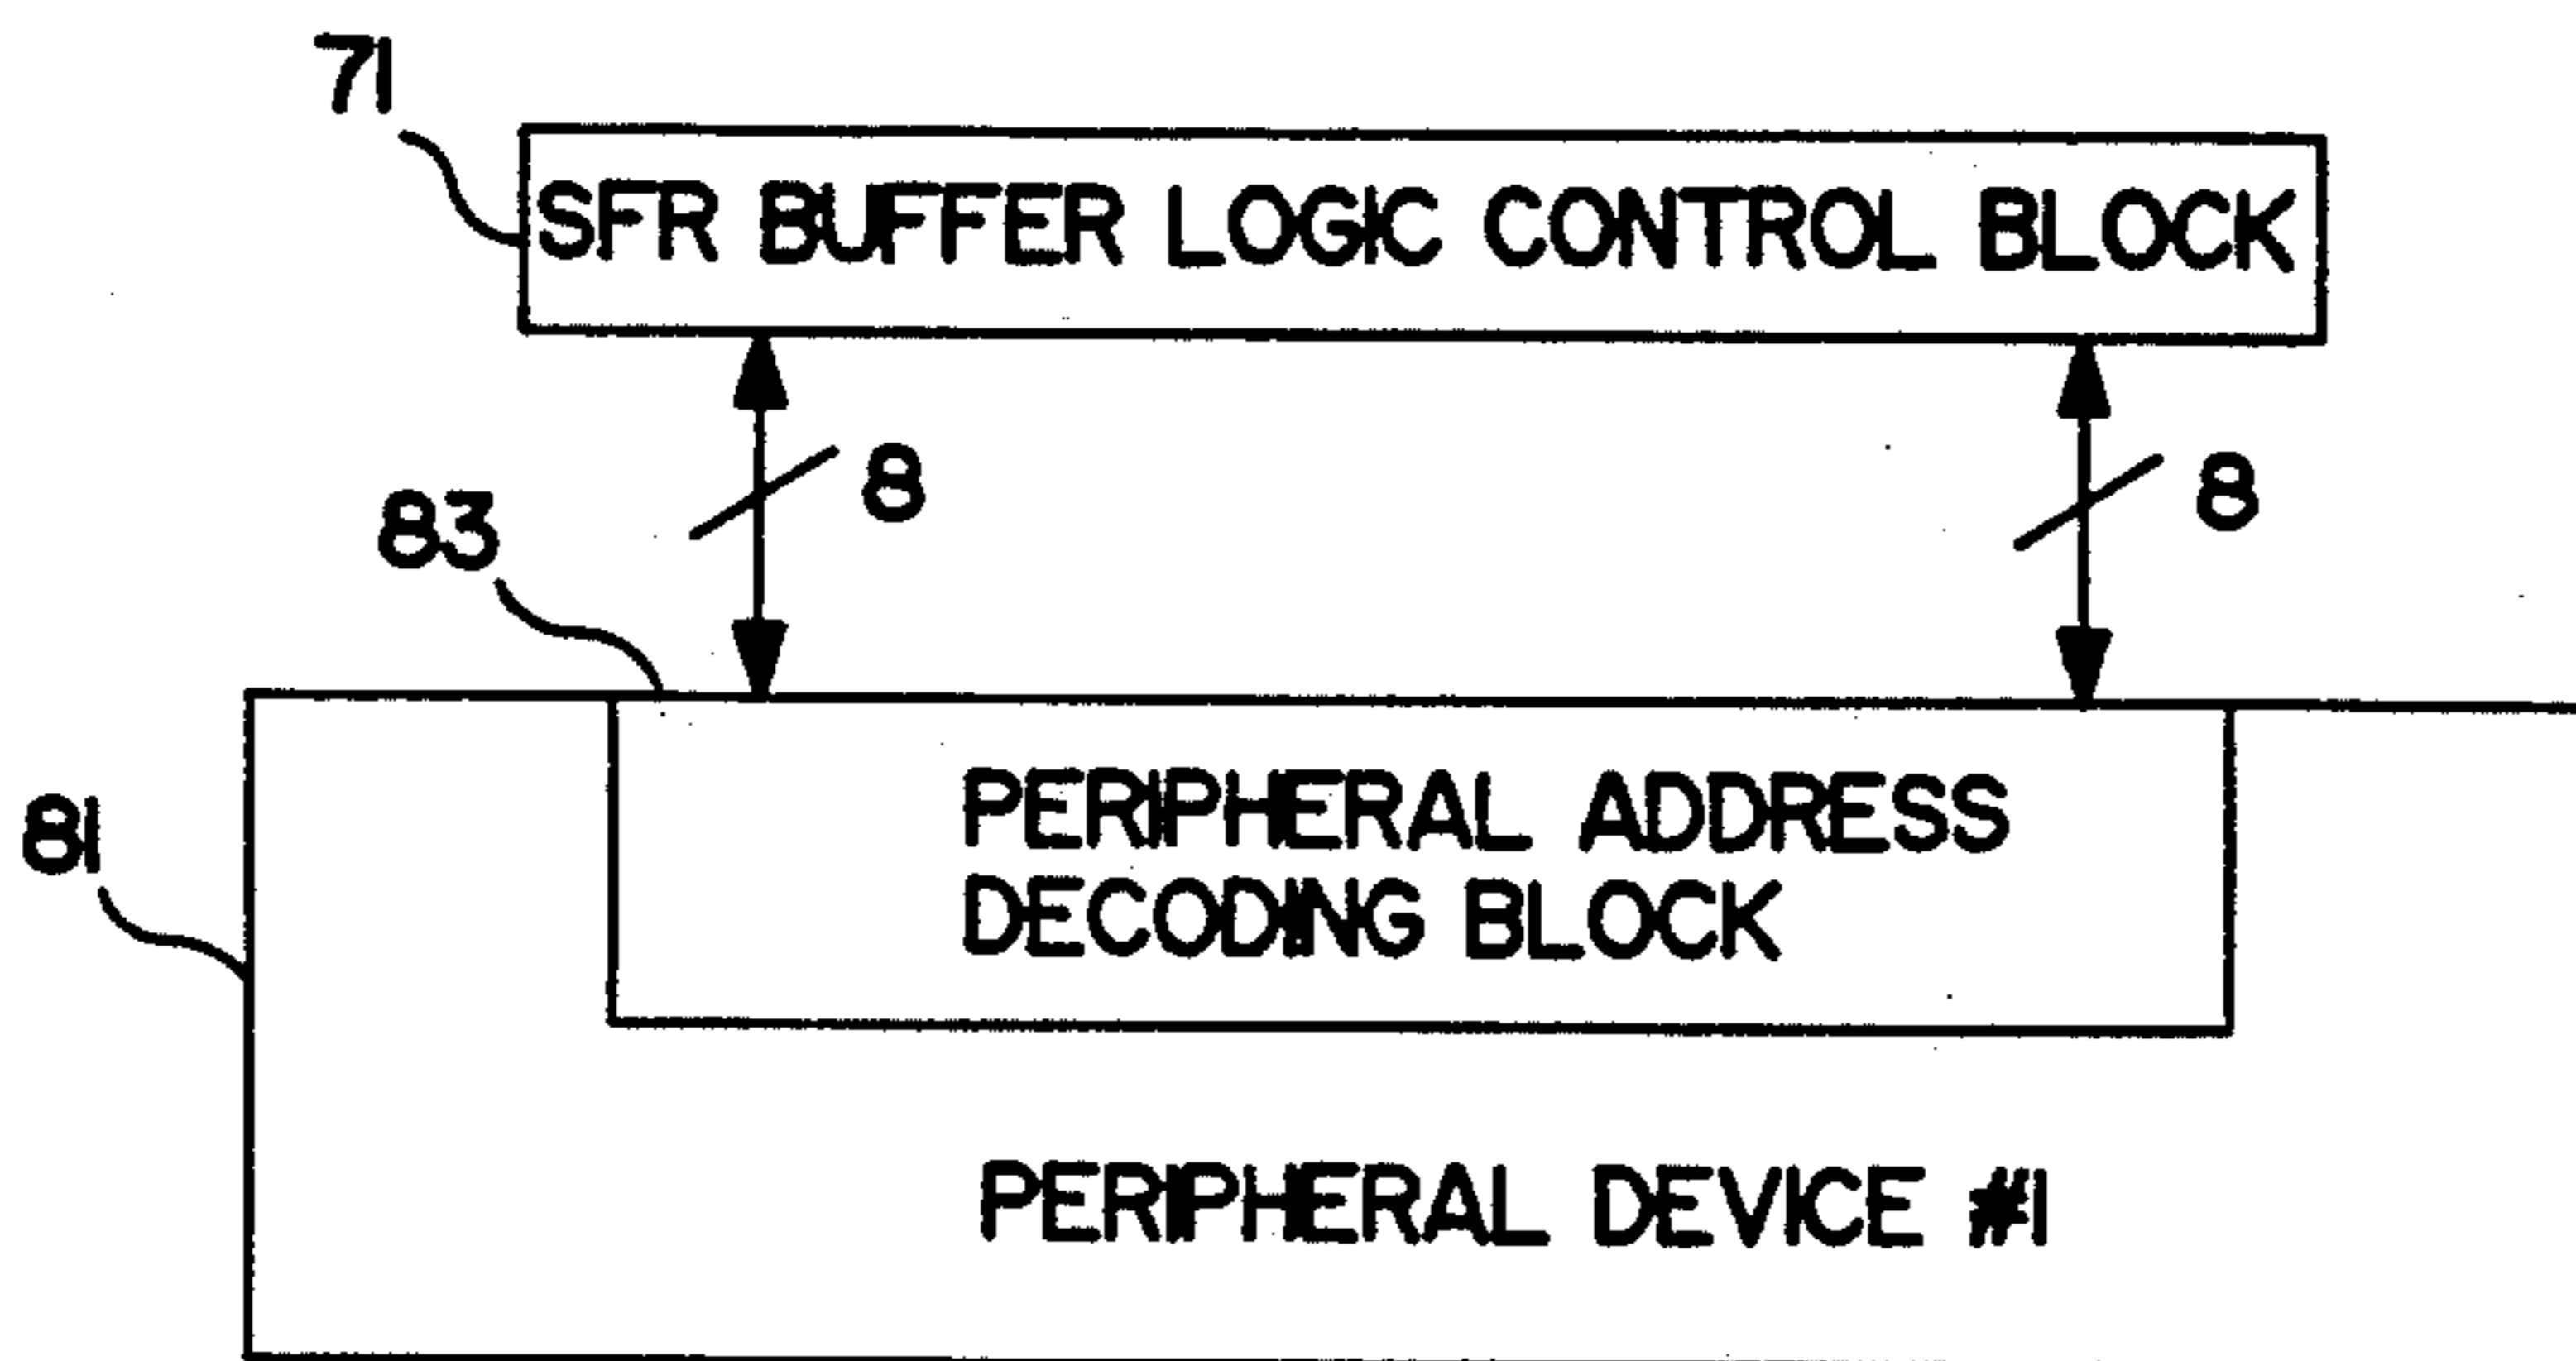 71
SFR BUFFER LOGIC CONTROL BLOCK
8
8
83
PERIPHERAL ADDRESS
DECODING BLOCK
81
PERIPHERAL DEVICE #1